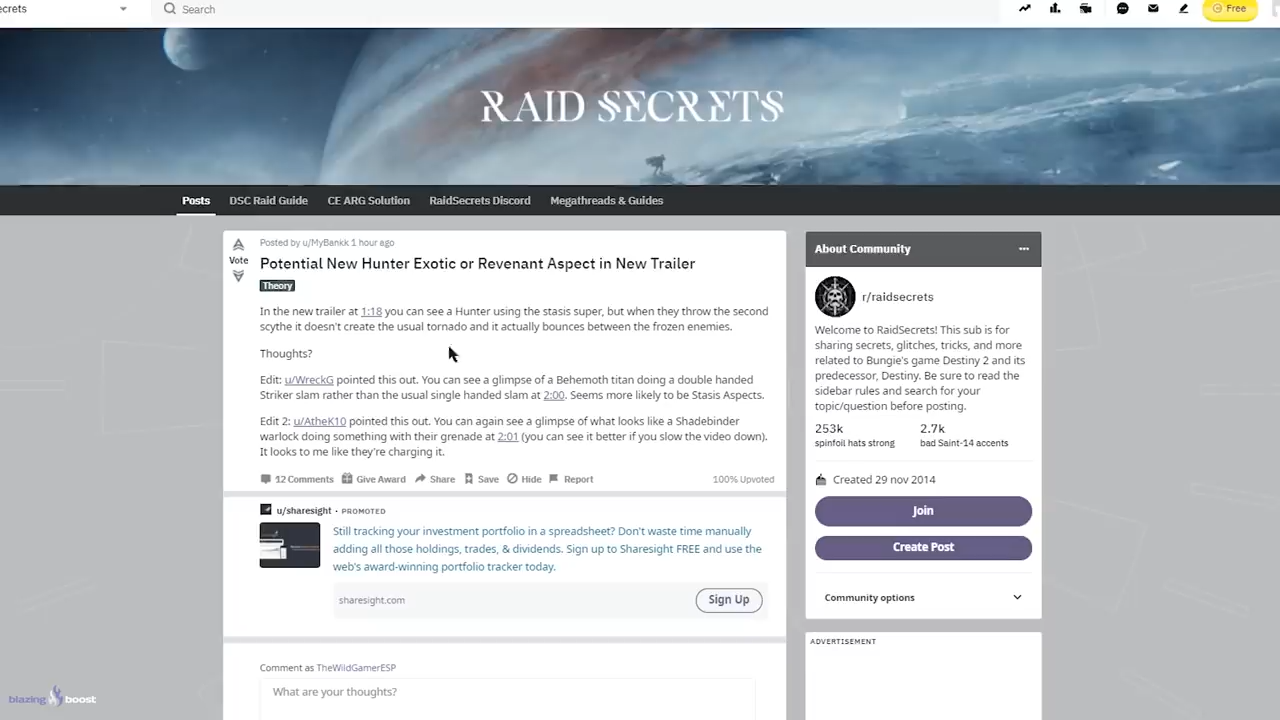 ecrets
Search
Free
RAID SECRETS
Posts
DSC Raid Guide
CE ARG Solution
RaidSecrets Discord
Megathreads & Guides
Vote
Posted by u/MyBankk 1 hour ago
Potential New Hunter Exotic or Revenant Aspect in New Trailer
Theory
In the new trailer at 1:18 you can see a Hunter using the stasis super, but when they throw the second
scythe it doesn't create the usual tornado and it actually bounces between the frozen enemies.
Thoughts?
Edit: u/WreckG pointed this out. You can see a glimpse of a Behemoth titan doing a double handed
Striker slam rather than the usual single handed slam at 2:00. Seems more likely to be Stasis Aspects.
Edit 2: u/AtheK10 pointed this out. You can again see a glimpse of what looks like a Shadebinder
warlock doing something with their grenade at 2:01 (you can see it better if you slow the video down).
It looks to me like they're charging it.
12 Comments
Give Award
Share
Save
Hide
Report
100% Upvoted
u/sharesight · PROMOTED
Still tracking your investment portfolio in a spreadsheet? Don't waste time manually
adding all those holdings, trades, & dividends. Sign up to Sharesight FREE and use the
web's award-winning portfolio tracker today.
sharesight.com
Sign Up
Comment as TheWildGamerESP
What are your thoughts?
About Community
r/raidsecrets
Welcome to RaidSecrets! This sub is for
sharing secrets, glitches, tricks, and more
related to Bungie's game Destiny 2 and its
predecessor, Destiny. Be sure to read the
sidebar rules and search for your
topic/question before posting.
253k
2.7k
spinfoil hats strong
bad Saint-14 accents
Created 29 nov 2014
Join
Create Post
Community options
ADVERTISEMENT
blazing boost